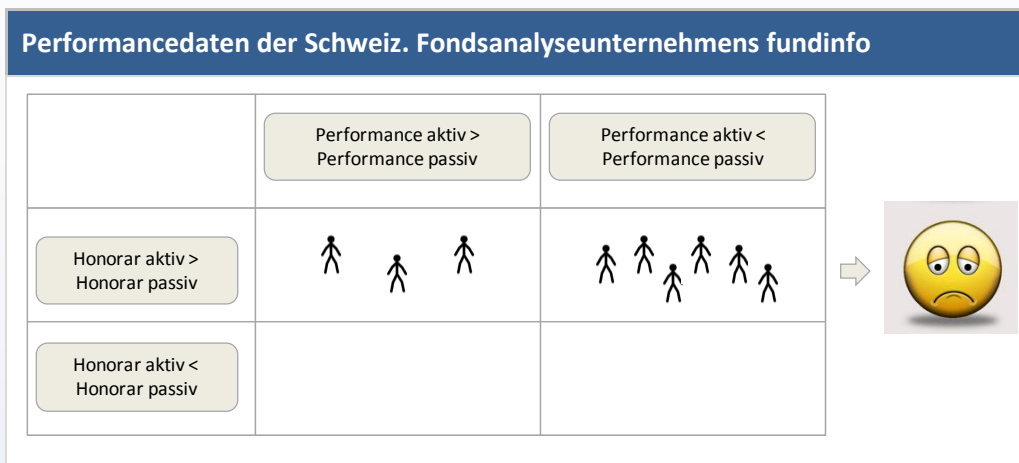 Performancedaten der Schweiz. Fondsanalyseunternehmens fundinfo
Performance aktiv >
Performance passiv
Performance aktiv <
Performance passiv
Honorar aktiv >
Honorar passiv
Honorar aktiv <
Honorar passiv